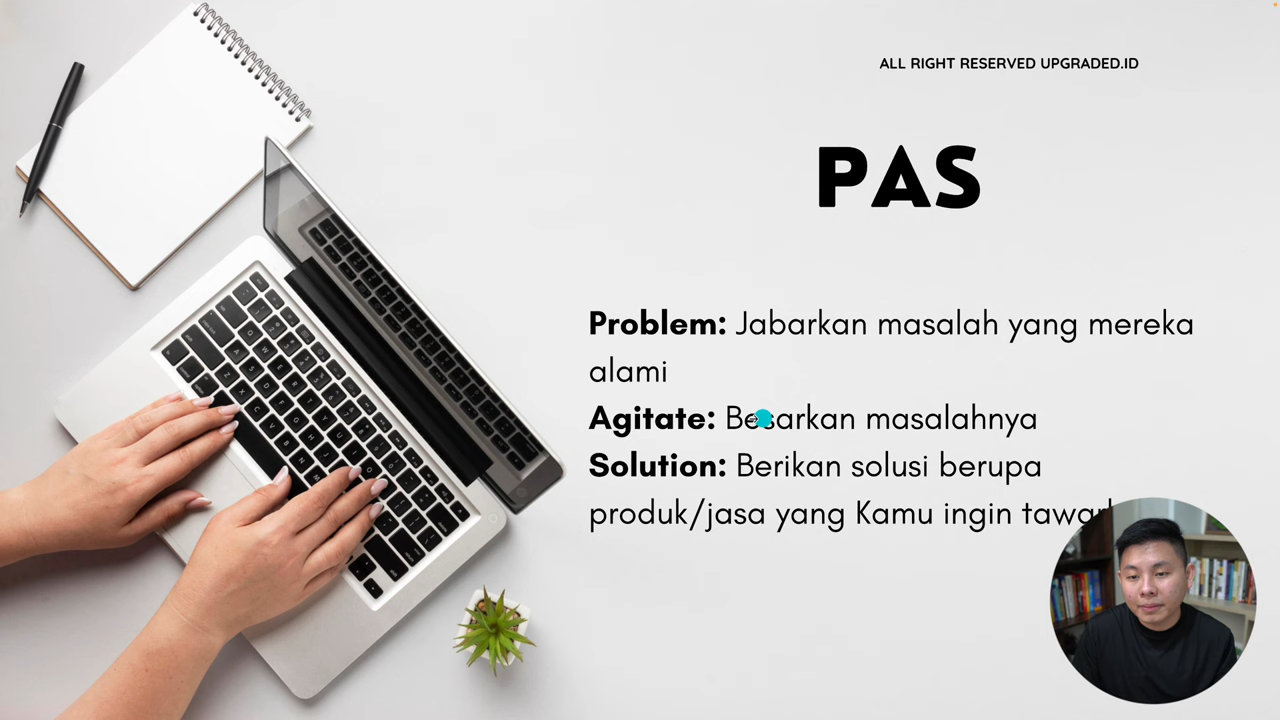 ALL RIGHT RESERVED UPGRADED.ID
PAS
Problem: Jabarkan masalah yang mereka
alami
Agitate: Besarkan masalahnya
Solution: Berikan solusi berupa
produk/jasa yang Kamu ingin